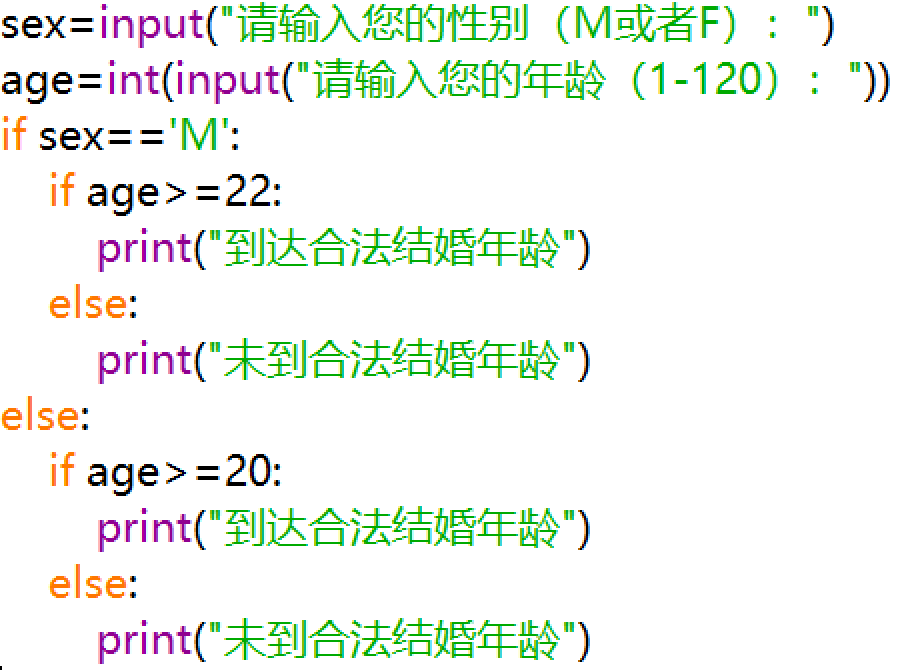 sex=input("请输入您的性别（M或者F）：")
age=int(input("请输入您的年龄（1-120）："))
if sex=='M':
    if age>=22:
        print("到达合法结婚年龄")
    else:
        print("未到合法结婚年龄")
else:
    if age>=20:
        print("到达合法结婚年龄")
    else:
        print("未到合法结婚年龄")